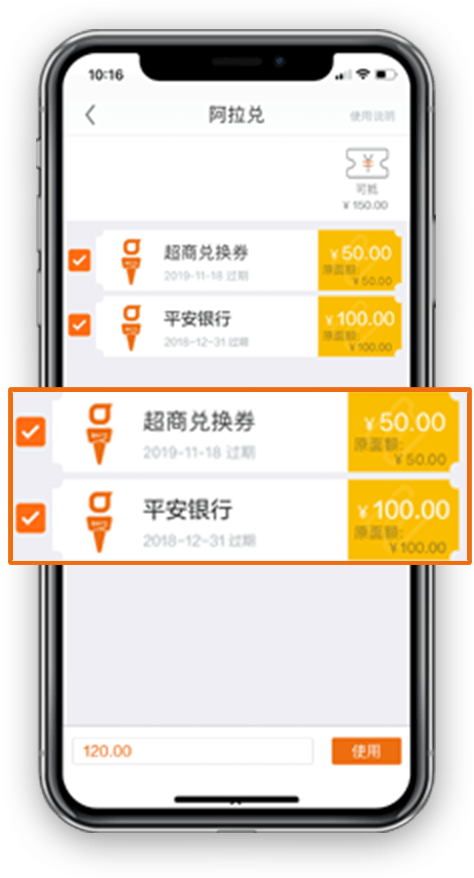 10:16
阿拉兑
使用说明
¥
可抵
¥ 150.00
超商兑换券
2019-11-18 过期
¥50.00
原面额:
¥50.00
平安银行
2018-12-31 过期
¥100.00
原面额:
¥100.00
超商兑换券
2019-11-18 过期
¥50.00
原面额:
¥50.00
平安银行
2018-12-31 过期
¥100.00
原面额:
¥100.00
120.00
使用